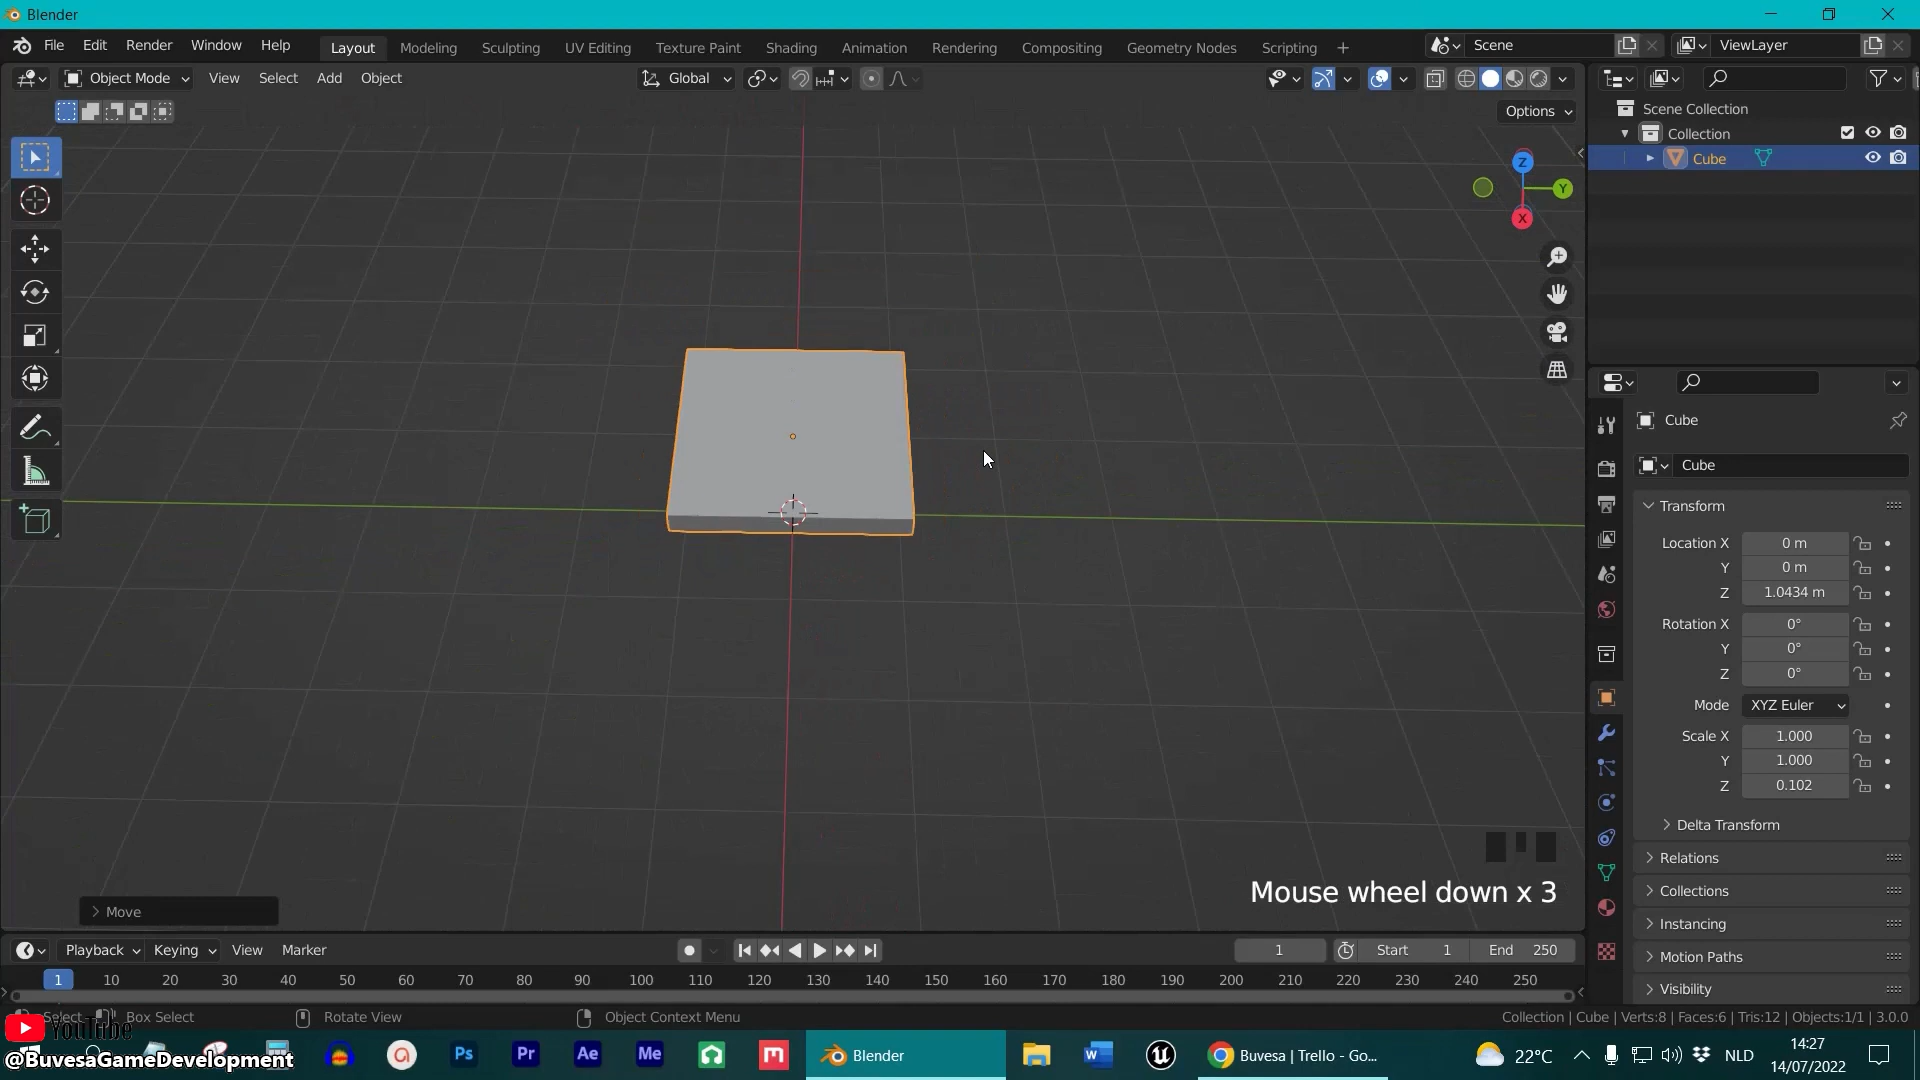 Blender
File Edit Render Window Help Layout Modeling Sculpting UV Editing Texture Paint Shading Animation Rendering Compositing Geometry Nodes Scripting + Scene ViewLayer
Object Mode View Select Add Object Global
Options
Scene Collection
Collection
Cube
Z
Y
X
Cube
Cube
Transform
Location X 0 m
Y 0 m
Z 1.0434 m
Rotation X 0°
Y 0°
Z 0°
Mode XYZ Euler
Scale X 1.000
Y 1.000
Z 0.102
Delta Transform
Relations
Collections
Instancing
Motion Paths
Visibility
Mouse wheel down x 3
Move
Playback Keying View Marker 1 Start 1 End 250
1 10 20 30 40 50 60 70 80 90 100 110 120 130 140 150 160 170 180 190 200 210 220 230 240 250
Select Box Select Rotate View Object Context Menu Collection | Cube | Verts:8 | Faces:6 | Tris:12 | Objects:1/1 | 3.0.0
YouTube
@BuvesaGameDevelopment
Ps Pr Ae Me Blender Buvesa | Trello - Go... 22°C NLD
14:27
14/07/2022